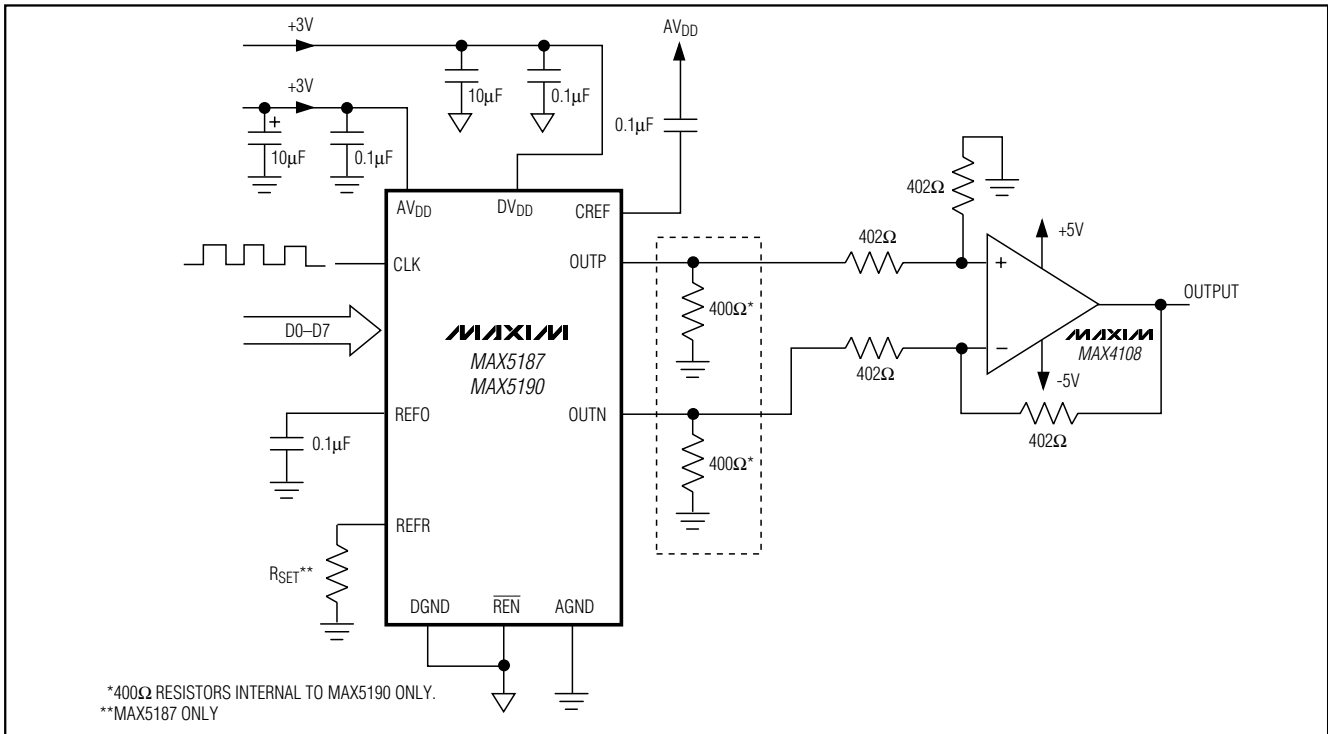 +3V
AVDD
+3V
10µF
0.1µF
0.1µF
+
10µF
0.1µF
402Ω
AVDD
DVDD
CREF
+5V
402Ω
CLK
OUTP
+
OUTPUT
400Ω*
D0–D7
MAXIM
MAX5187
MAX5190
MAXIM
MAX4108
−
402Ω
-5V
REFO
OUTN
402Ω
0.1µF
400Ω*
REFR
RSET**
DGND
REN
AGND
*400Ω RESISTORS INTERNAL TO MAX5190 ONLY.
**MAX5187 ONLY